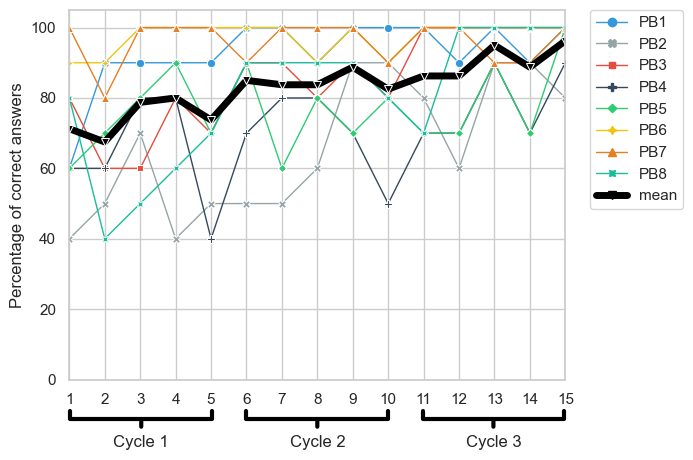 Percentage of correct answers
100
80
60
40
20
0
1 2 3 4 5 6 7 8 9 10 11 12 13 14 15
Cycle 1 Cycle 2 Cycle 3
PB1
PB2
PB3
PB4
PB5
PB6
PB7
PB8
mean